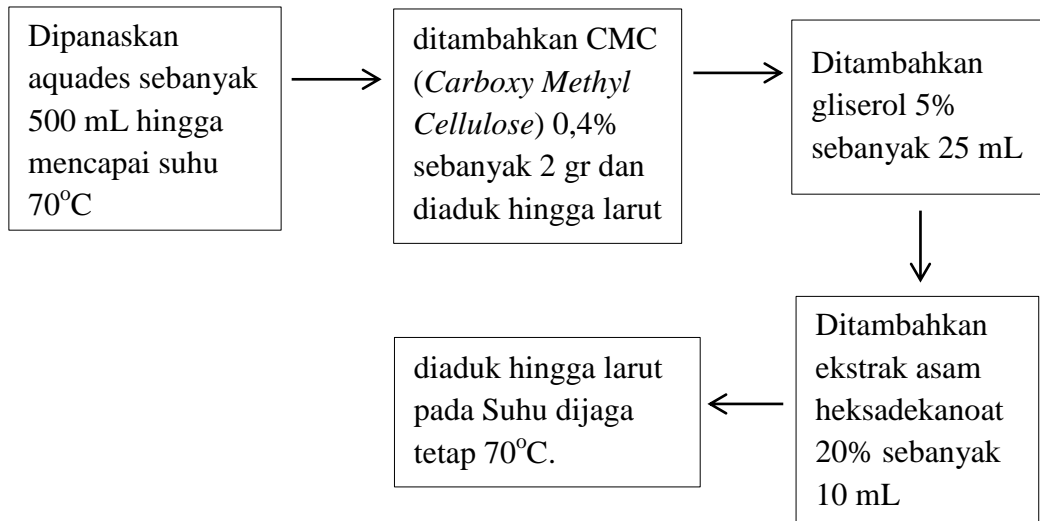 Dipanaskan
aquades sebanyak
500 mL hingga
mencapai suhu
70°C
ditambahkan CMC
(Carboxy Methyl
Cellulose) 0,4%
sebanyak 2 gr dan
diaduk hingga larut
Ditambahkan
gliserol 5%
sebanyak 25 mL
Ditambahkan
ekstrak asam
heksadekanoat
20% sebanyak
10 mL
diaduk hingga larut
pada Suhu dijaga
tetap 70°C.